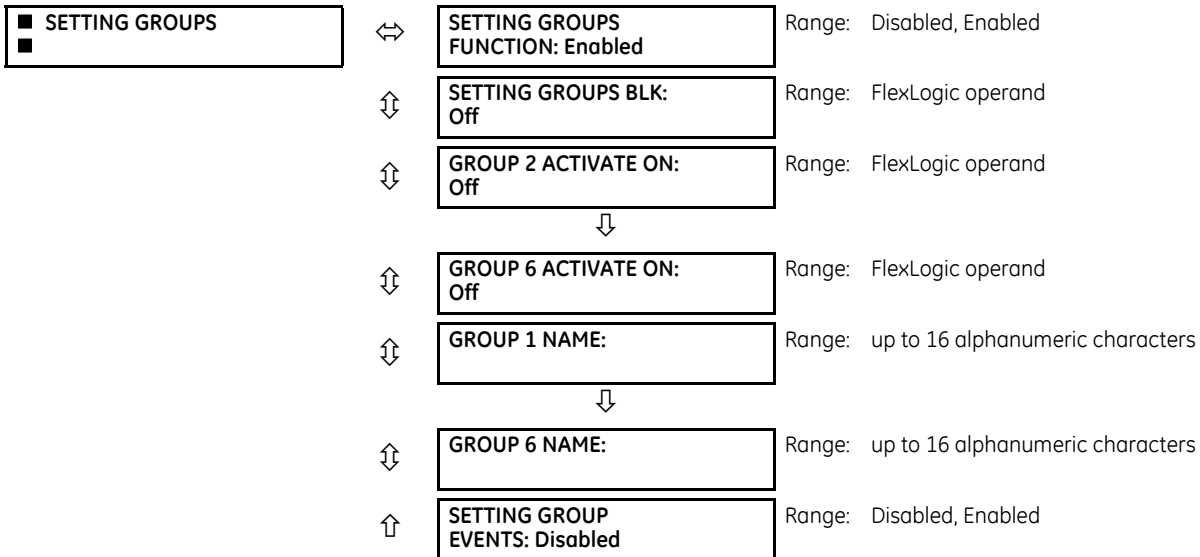 ■ SETTING GROUPS
■
SETTING GROUPS
FUNCTION: Enabled
Range: Disabled, Enabled
SETTING GROUPS BLK:
Off
Range: FlexLogic operand
GROUP 2 ACTIVATE ON:
Off
Range: FlexLogic operand
GROUP 6 ACTIVATE ON:
Off
Range: FlexLogic operand
GROUP 1 NAME:
Range: up to 16 alphanumeric characters
GROUP 6 NAME:
Range: up to 16 alphanumeric characters
SETTING GROUP
EVENTS: Disabled
Range: Disabled, Enabled